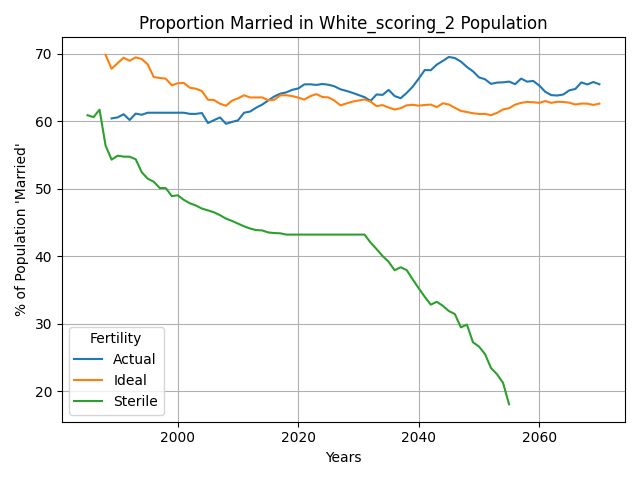 Proportion Married in White_scoring_2 Population
% of Population 'Married'
70
60
50
40
30
20
Fertility
Actual
Ideal
Sterile
2000 2020 2040 2060
Years